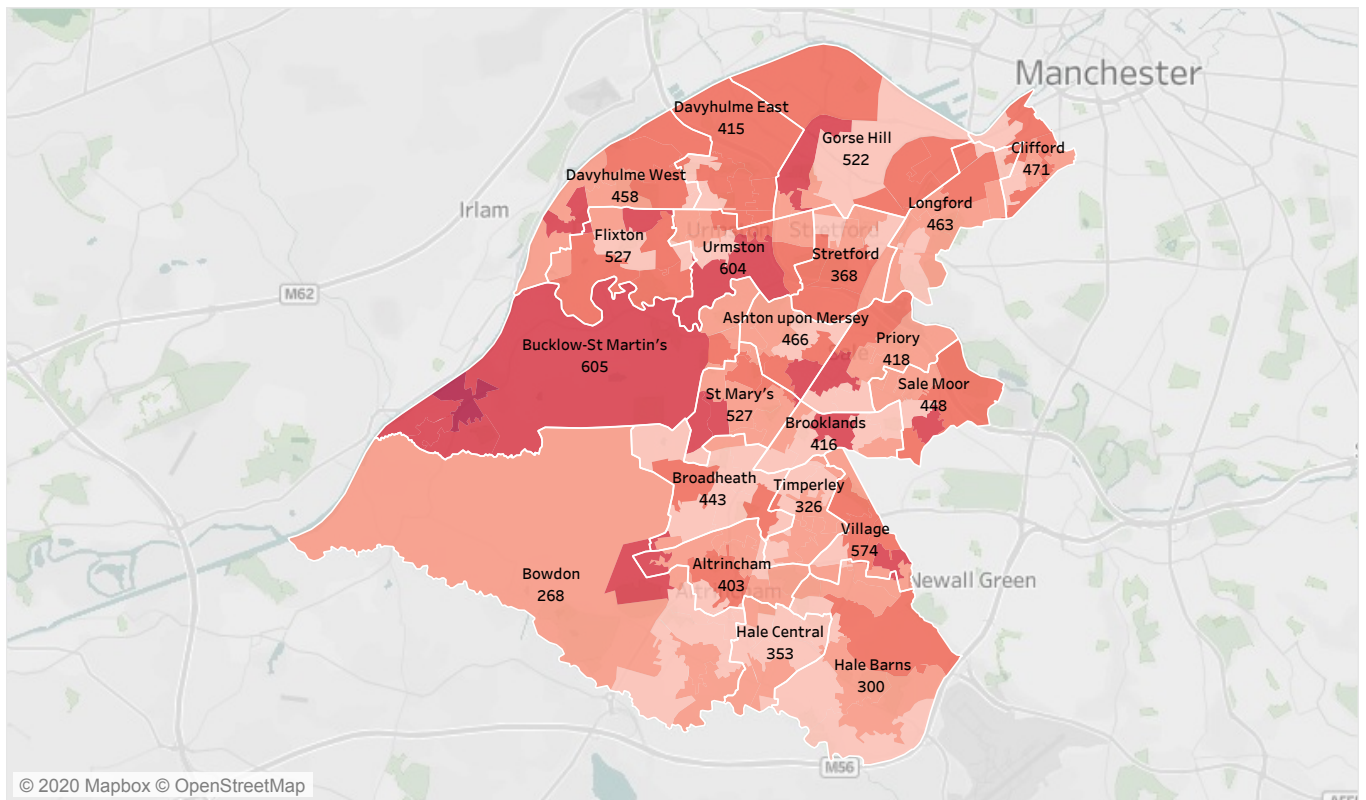 Manchester
Davyhulme East
415
Gorse Hill
522
Clifford
471
Davyhulme West
458
Longford
463
Irlam
Flixton
527
Urmston
Stretford
Urmston
604
Stretford
368
M62
Ashton upon Mersey
466
Priory
418
Bucklow-St Martin's
605
Sale Moor
448
St Mary's
527
Brooklands
416
Broadheath
443
Timperley
326
Village
574
Altrincham
403
Newall Green
Bowdon
268
Altrincham
Hale Central
353
Hale Barns
300
M56
© 2020 Mapbox © OpenStreetMap